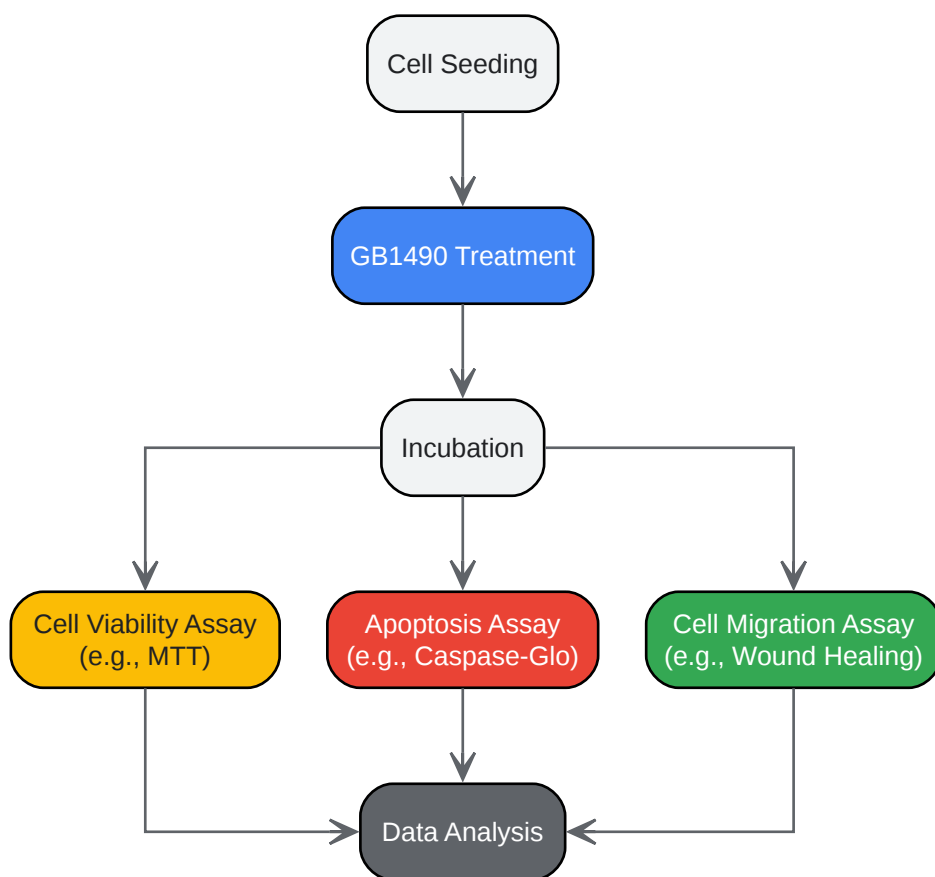 Cell Seeding
GB1490 Treatment
Incubation
Cell Viability Assay
(e.g., MTT)
Apoptosis Assay
(e.g., Caspase-Glo)
Cell Migration Assay
(e.g., Wound Healing)
Data Analysis